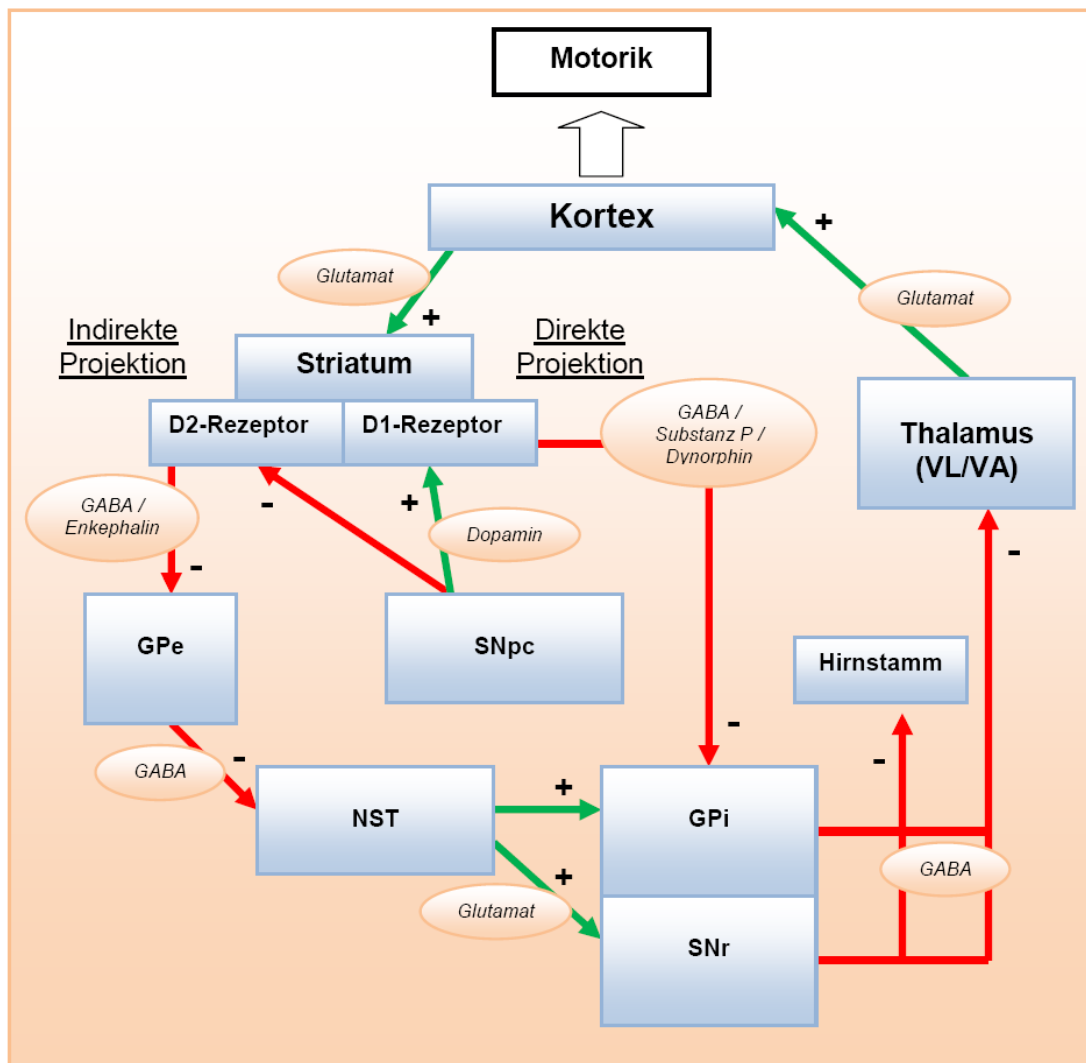 Motorik
Kortex
+
Glutamat
Glutamat
+
Indirekte
Projektion
Direkte
Projektion
Striatum
D2-Rezeptor
D1-Rezeptor
GABA /
Substanz P /
Dynorphin
Thalamus
(VL/VA)
GABA /
Enkephalin
-
+
Dopamin
-
-
GPe
SNpc
Hirnstamm
-
-
-
GABA
NST
+
GPi
GABA
+
Glutamat
SNr